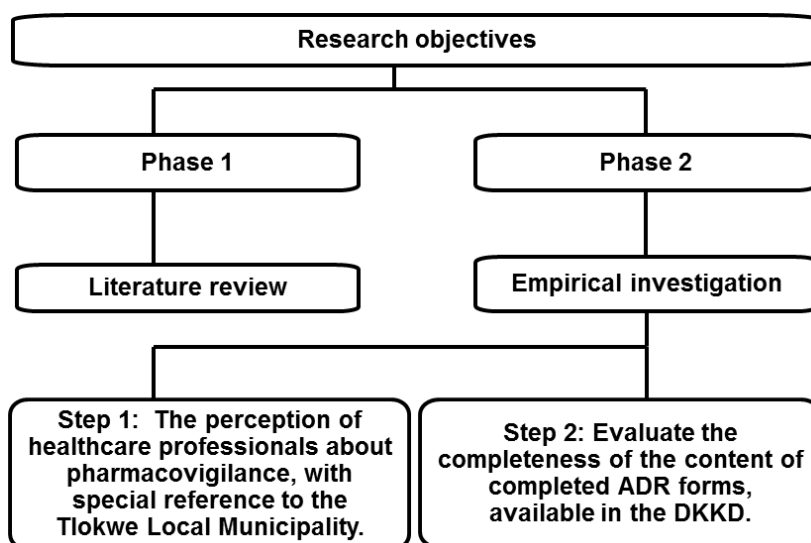 Research objectives
Phase 1
Phase 2
Literature review
Empirical investigation
Step 1: The perception of
healthcare professionals about
pharmacovigilance, with
special reference to the
Tlokwe Local Municipality.
Step 2: Evaluate the
completeness of the content of
completed ADR forms,
available in the DKKD.